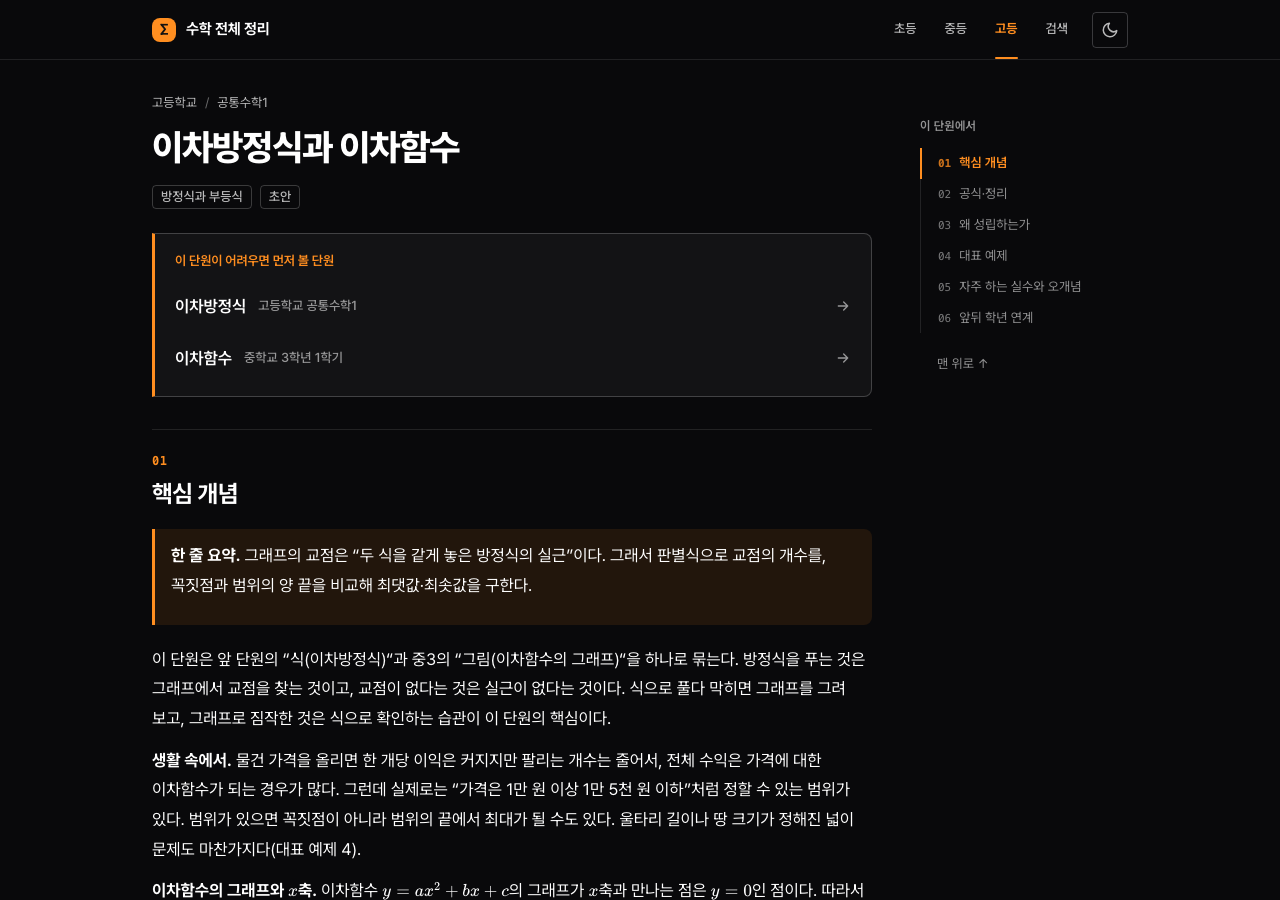 Σ 수학 전체 정리
초등 중등 고등 검색
고등학교 / 공통수학1
이차방정식과 이차함수
방정식과 부등식 초안
이 단원이 어려우면 먼저 볼 단원
이차방정식 고등학교 공통수학1 →
이차함수 중학교 3학년 1학기 →
01
핵심 개념
한 줄 요약. 그래프의 교점은 “두 식을 같게 놓은 방정식의 실근”이다. 그래서 판별식으로 교점의 개수를,
꼭짓점과 범위의 양 끝을 비교해 최댓값·최솟값을 구한다.
이 단원은 앞 단원의 “식(이차방정식)“과 중3의 “그림(이차함수의 그래프)”을 하나로 묶는다. 방정식을 푸는 것은
그래프에서 교점을 찾는 것이고, 교점이 없다는 것은 실근이 없다는 것이다. 식으로 풀다 막히면 그래프를 그려
보고, 그래프로 짐작한 것은 식으로 확인하는 습관이 이 단원의 핵심이다.
생활 속에서. 물건 가격을 올리면 한 개당 이익은 커지지만 팔리는 개수는 줄어서, 전체 수익은 가격에 대한
이차함수가 되는 경우가 많다. 그런데 실제로는 “가격은 1만 원 이상 1만 5천 원 이하”처럼 정할 수 있는 범위가
있다. 범위가 있으면 꼭짓점이 아니라 범위의 끝에서 최대가 될 수도 있다. 울타리 길이나 땅 크기가 정해진 넓이
문제도 마찬가지다(대표 예제 4).
이차함수의 그래프와 x축. 이차함수 y = ax² + bx + c의 그래프가 x축과 만나는 점은 y = 0인 점이다. 따라서
이 단원에서
01 핵심 개념
02 공식·정리
03 왜 성립하는가
04 대표 예제
05 자주 하는 실수와 오개념
06 앞뒤 학년 연계
맨 위로 ↑